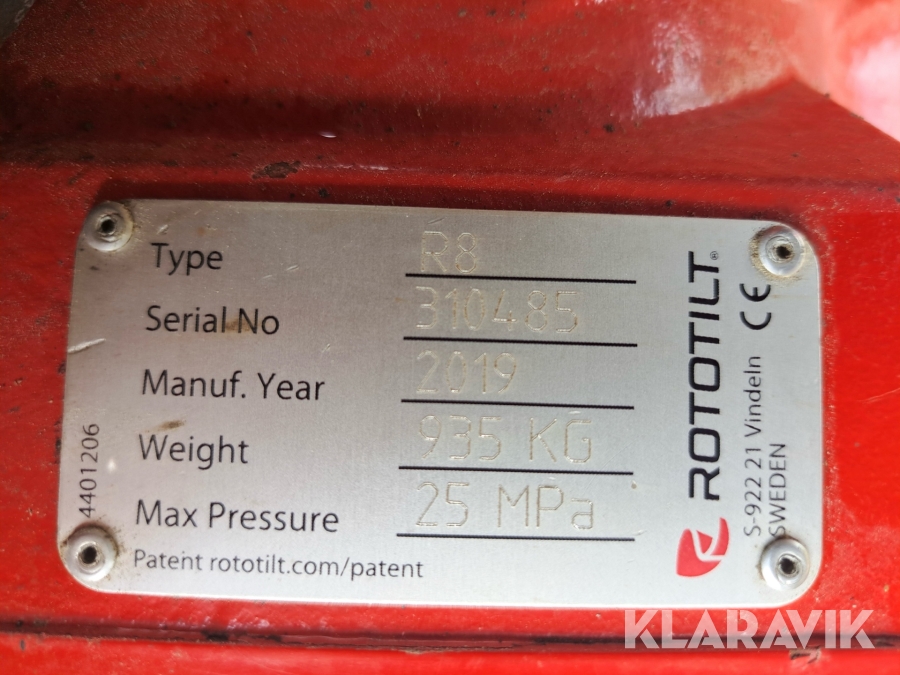 Type R8
Serial No 310485
Manuf. Year 2019
Weight 935 KG
Max Pressure 25 MPa
Patent rototilt.com/patent
4401206
ROTOTILT®
S-922 21 Vindeln
SWEDEN
CE
KLARAVIK